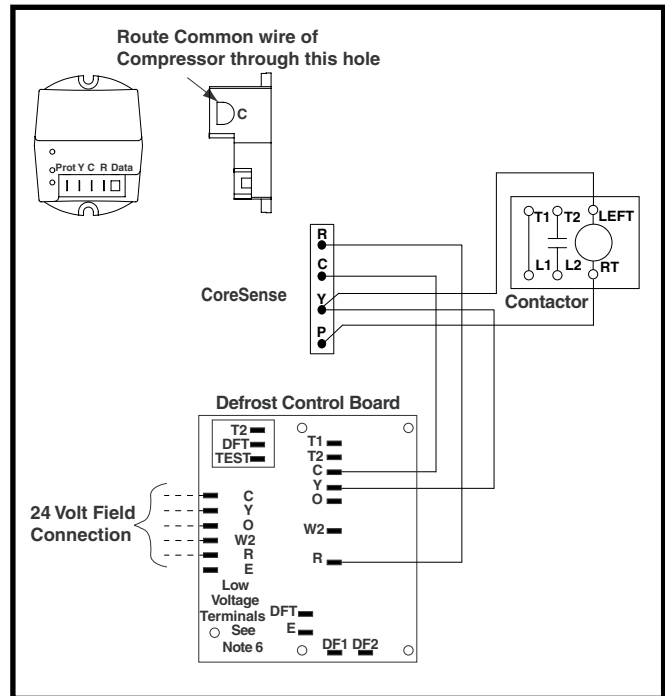 Route Common wire of
Compressor through this hole
C
Prot Y C R Data
R
C
Y
P
CoreSense
T1 T2 LEFT
L1 L2 RT
Contactor
Defrost Control Board
T2
DFT
TEST
T1
T2
C
Y
O
W2
R
24 Volt Field
Connection
C
Y
O
W2
R
E
Low
Voltage
Terminals
See
Note 6
DFT
E
DF1 DF2